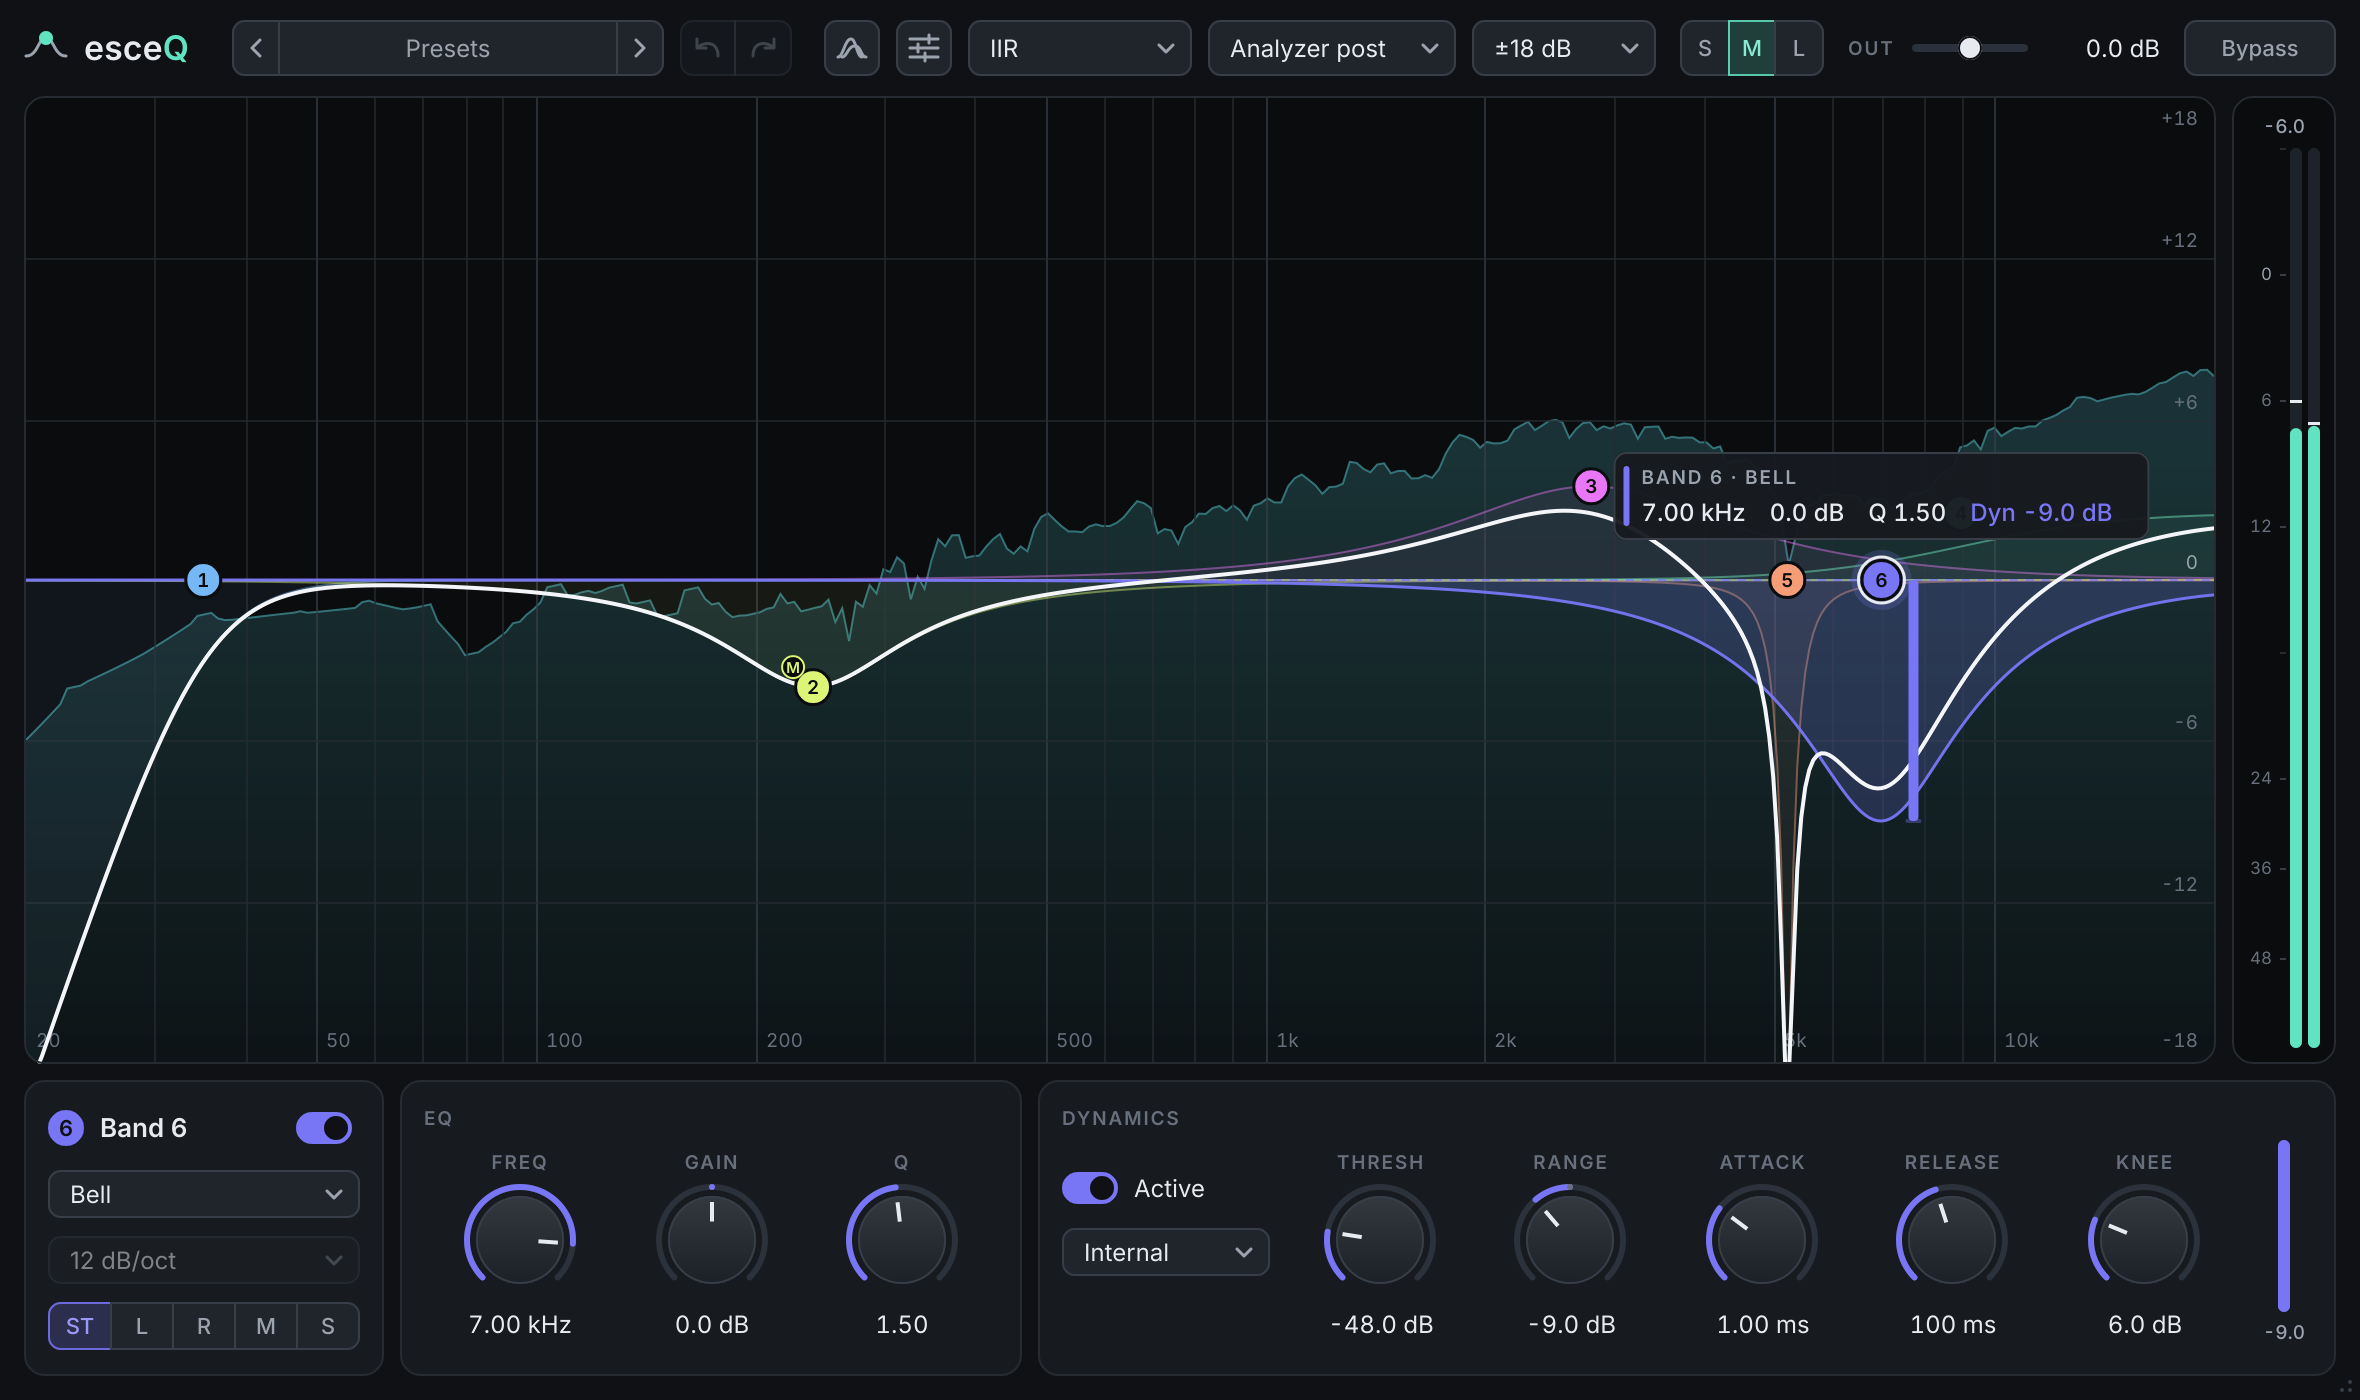 esceQ
Presets
IIR
Analyzer post
±18 dB
S M L
OUT
0.0 dB
Bypass
+18
+12
+6
0
-6
-12
-18
20 50 100 200 500 1k 2k 5k 10k
1
M
2
3
5
6
BAND 6 · BELL
7.00 kHz 0.0 dB Q 1.50 Dyn -9.0 dB
-6.0
0
6
12
24
36
48
6 Band 6
Bell
12 dB/oct
ST L R M S
EQ
FREQ GAIN Q
7.00 kHz 0.0 dB 1.50
DYNAMICS
Active
Internal
THRESH RANGE ATTACK RELEASE KNEE
-48.0 dB -9.0 dB 1.00 ms 100 ms 6.0 dB
-9.0